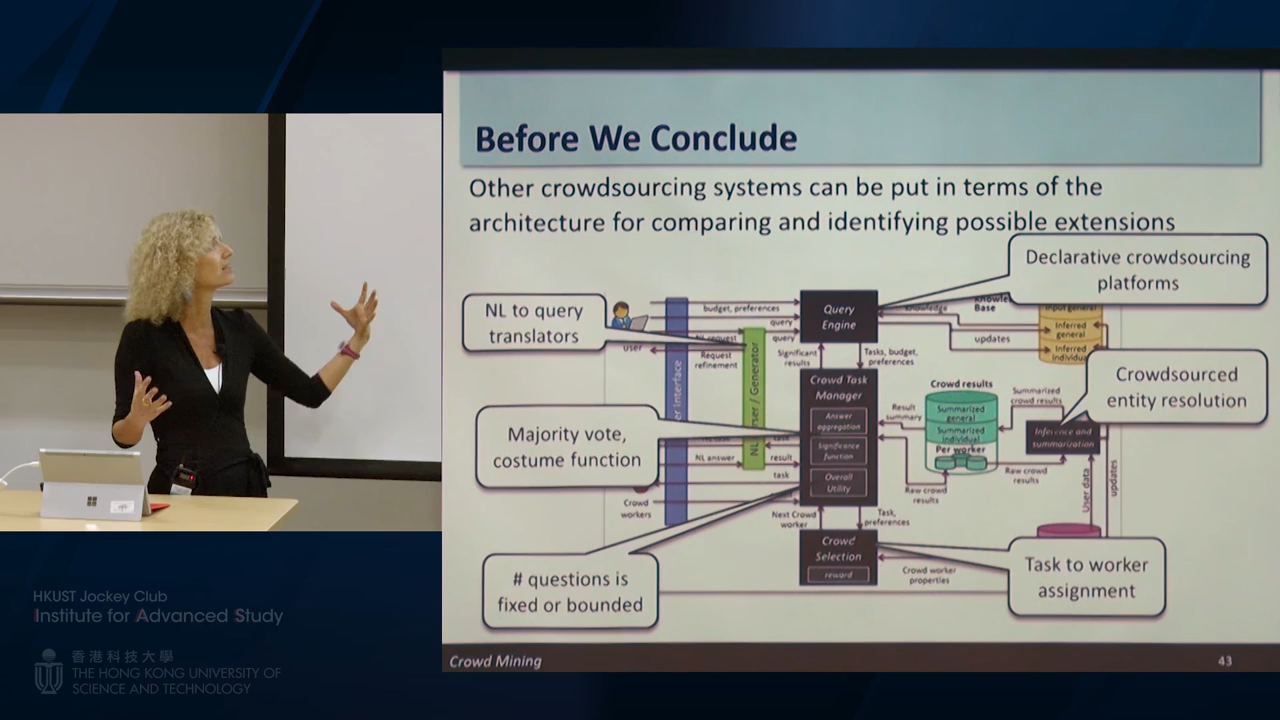 Before We Conclude
Other crowdsourcing systems can be put in terms of the
architecture for comparing and identifying possible extensions
Declarative crowdsourcing
platforms
NL to query
translators
budget, preferences
query
query
NL request
user
Request
refinement
Query
Engine
Knowledge
Knowledge
Base
updates
Input general
Inferred
general
Inferred
individual
Significant
results
Tasks, budget,
preferences
Crowdsourced
entity resolution
Crowd Task
Manager
Answer
aggregation
Significance
function
Overall
Utility
Result
summary
Crowd results
Summarized
general
Summarized
individual
Per worker
Summarized
crowd results
Inference and
summarization
Majority vote,
costume function
NL answer
task
result
task
Raw crowd
results
Raw crowd
results
User data
updates
Crowd
workers
Next Crowd
worker
Task,
preferences
Crowd
Selection
reward
Crowd worker
properties
# questions is
fixed or bounded
Task to worker
assignment
Crowd Mining
43
HKUST Jockey Club
Institute for Advanced Study
香港科技大學
THE HONG KONG UNIVERSITY OF
SCIENCE AND TECHNOLOGY